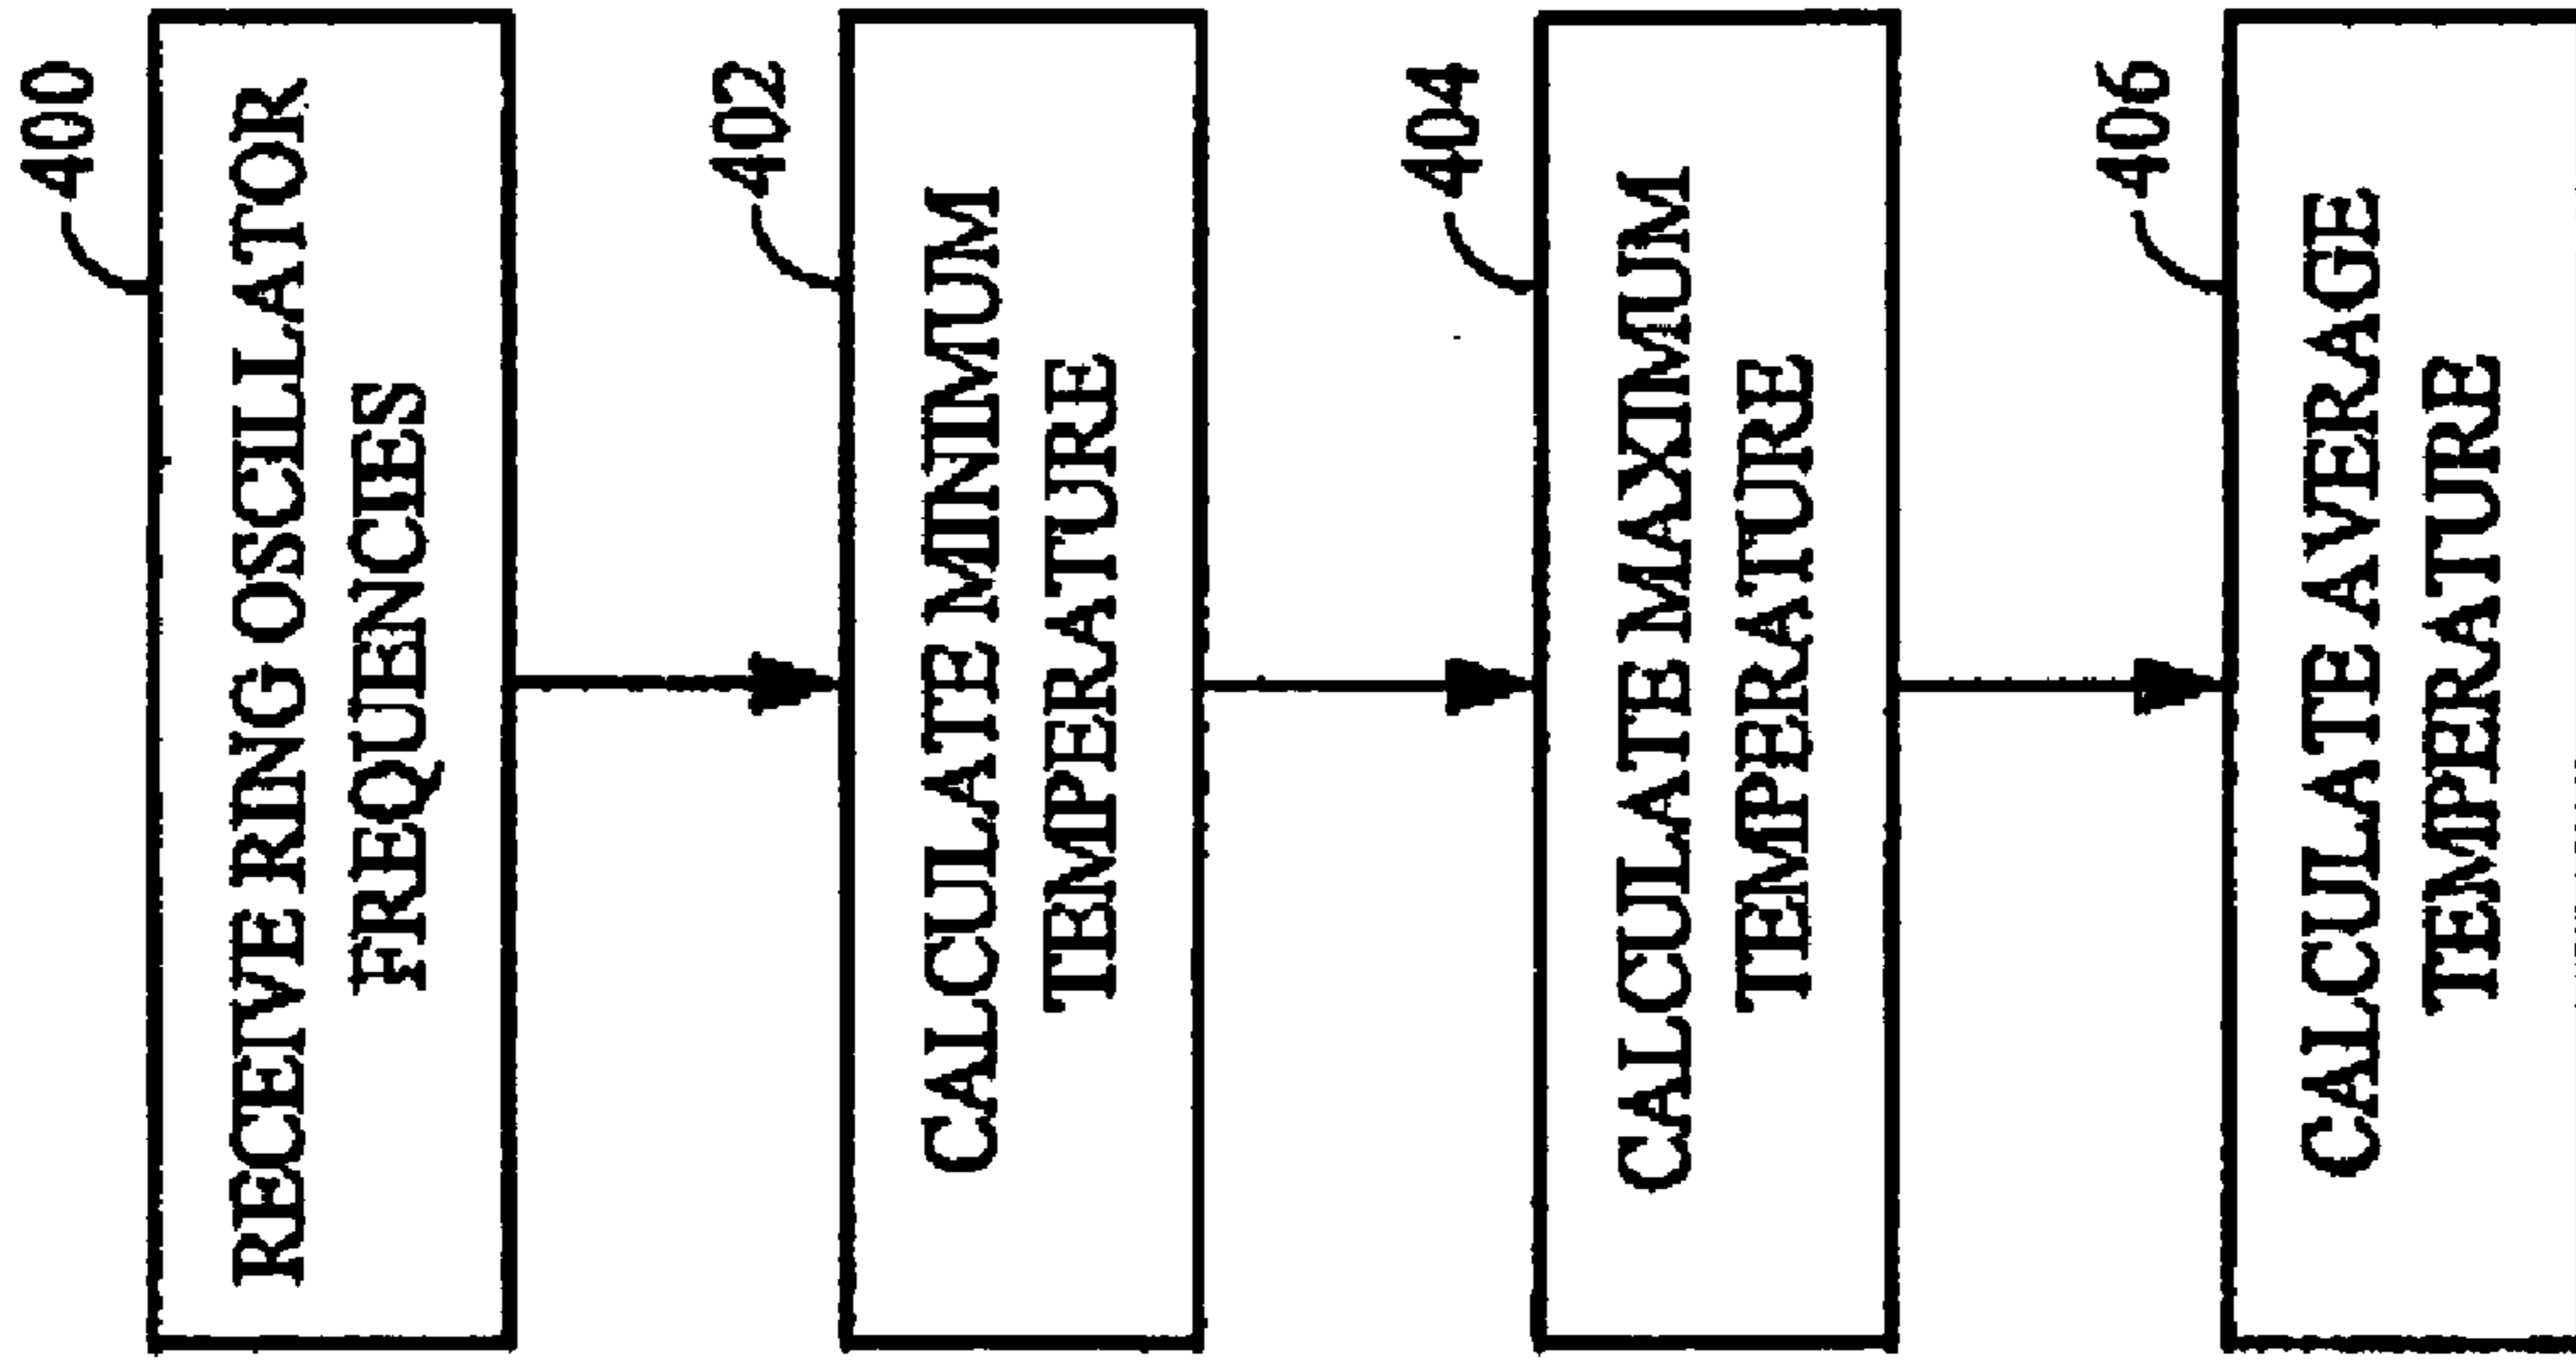 400
RECEIVE RING OSCILLATOR
FREQUENCIES
402
CALCULATE MINIMUM
TEMPERATURE
404
CALCULATE MAXIMUM
TEMPERATURE
406
CALCULATE AVERAGE
TEMPERATURE